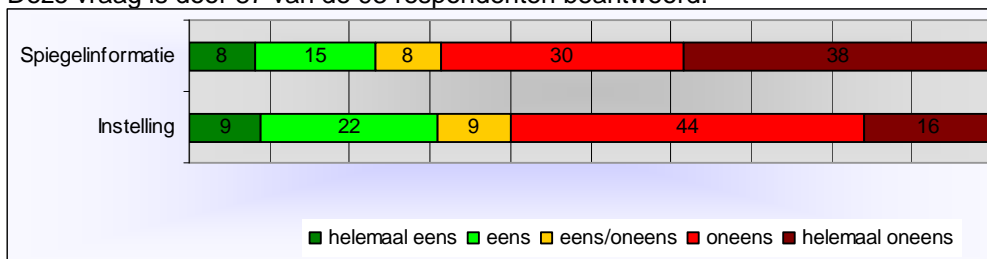 Spiegelinformatie 8 15 8 30 38
Instelling 9 22 9 44 16
helemaal eens eens eens/oneens oneens helemaal oneens